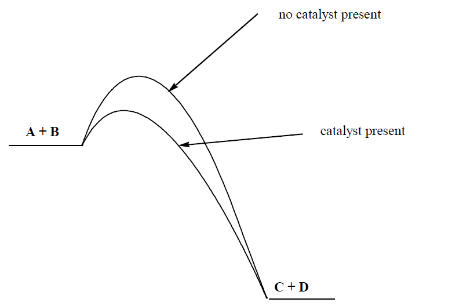 no catalyst present
A + B
catalyst present
C + D